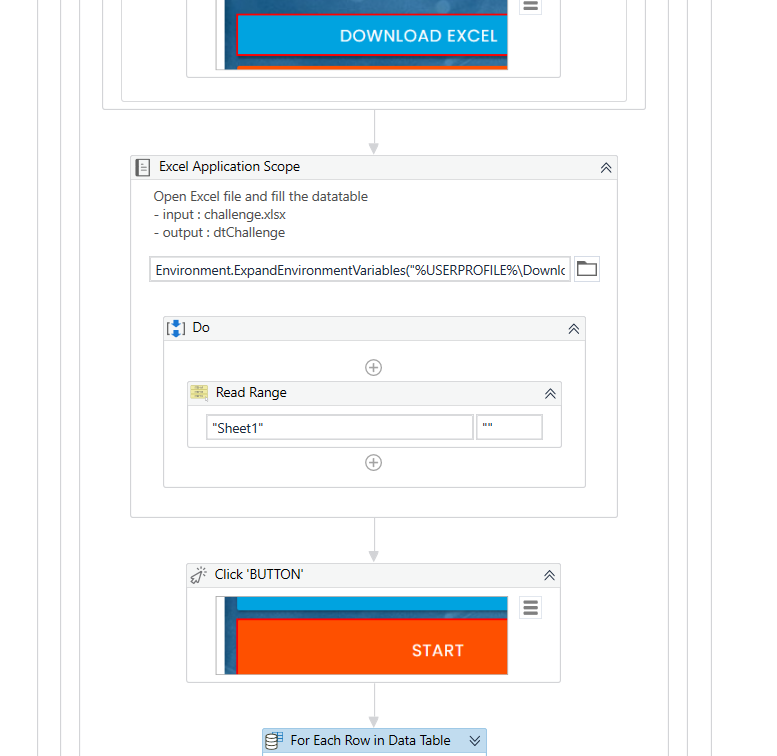 DOWNLOAD EXCEL
Excel Application Scope
Open Excel file and fill the datatable
- input : challenge.xlsx
- output : dtChallenge
Environment.ExpandEnvironmentVariables("%USERPROFILE%\Downlo
Do
Read Range
"Sheet1"
""
Click 'BUTTON'
START
For Each Row in Data Table